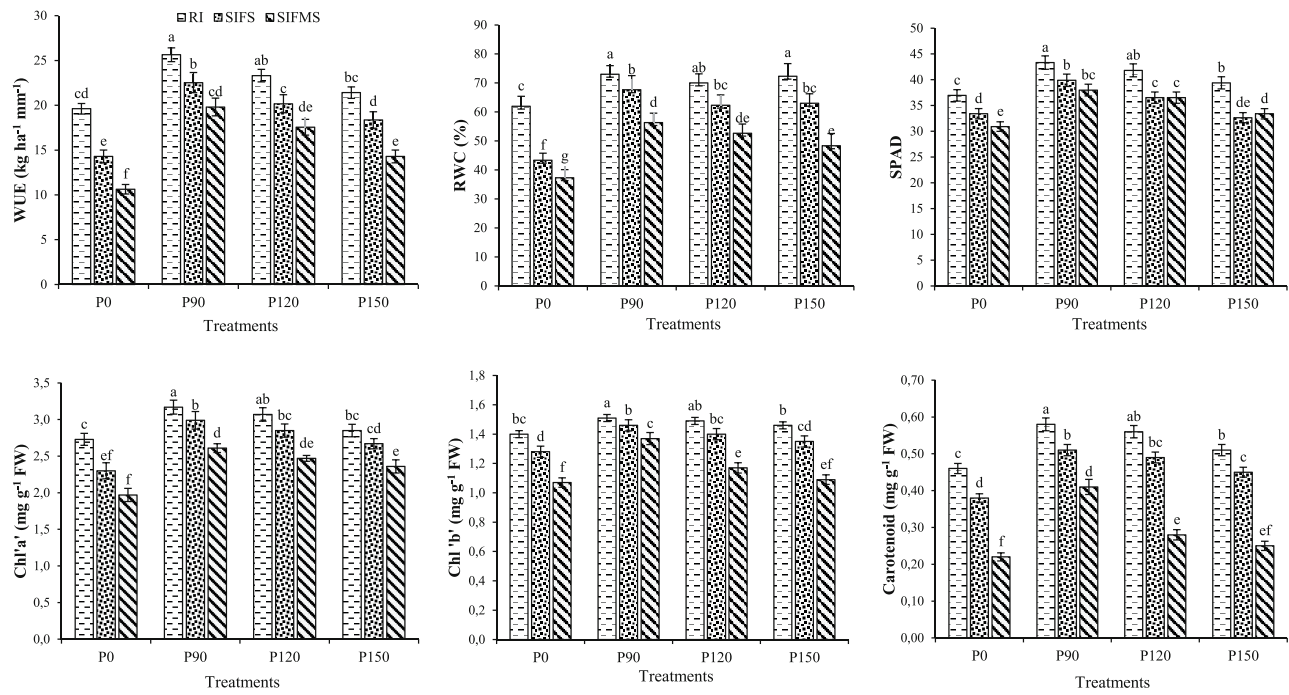 RI SIFS SIFMS
WUE (kg ha⁻¹ mm⁻¹)
30
25
20
15
10
5
0
cd
e
f
a
b
cd
ab
c
de
bc
d
e
P0 P90 P120 P150
Treatments
RWC (%)
90
80
70
60
50
40
30
20
10
0
c
f
g
a
b
d
ab
bc
de
a
bc
e
P0 P90 P120 P150
Treatments
SPAD
50
45
40
35
30
25
20
15
10
5
0
c
d
e
a
b
bc
ab
c
c
b
de
d
P0 P90 P120 P150
Treatments
Chl'a' (mg g⁻¹ FW)
3,5
3,0
2,5
2,0
1,5
1,0
0,5
0,0
c
ef
f
a
b
d
ab
bc
de
bc
cd
e
P0 P90 P120 P150
Treatments
Chl 'b' (mg g⁻¹ FW)
1,8
1,6
1,4
1,2
1,0
0,8
0,6
0,4
0,2
0,0
bc
d
f
a
b
c
ab
bc
e
b
cd
ef
P0 P90 P120 P150
Treatments
Carotenoid (mg g⁻¹ FW)
0,70
0,60
0,50
0,40
0,30
0,20
0,10
0,00
c
d
f
a
b
d
ab
bc
e
b
c
ef
P0 P90 P120 P150
Treatments